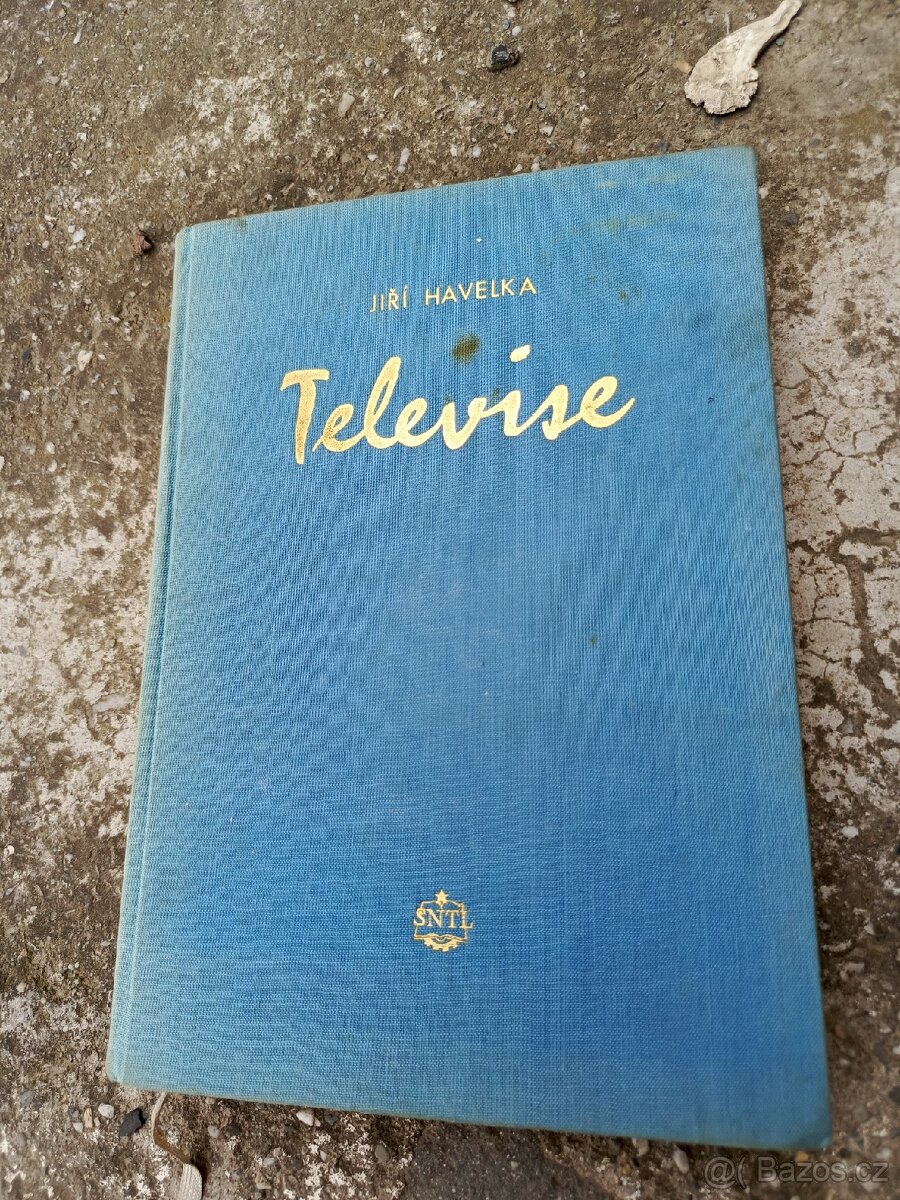 JIŘÍ HAVELKA
Televise
SNTL
@( Bazos.cz